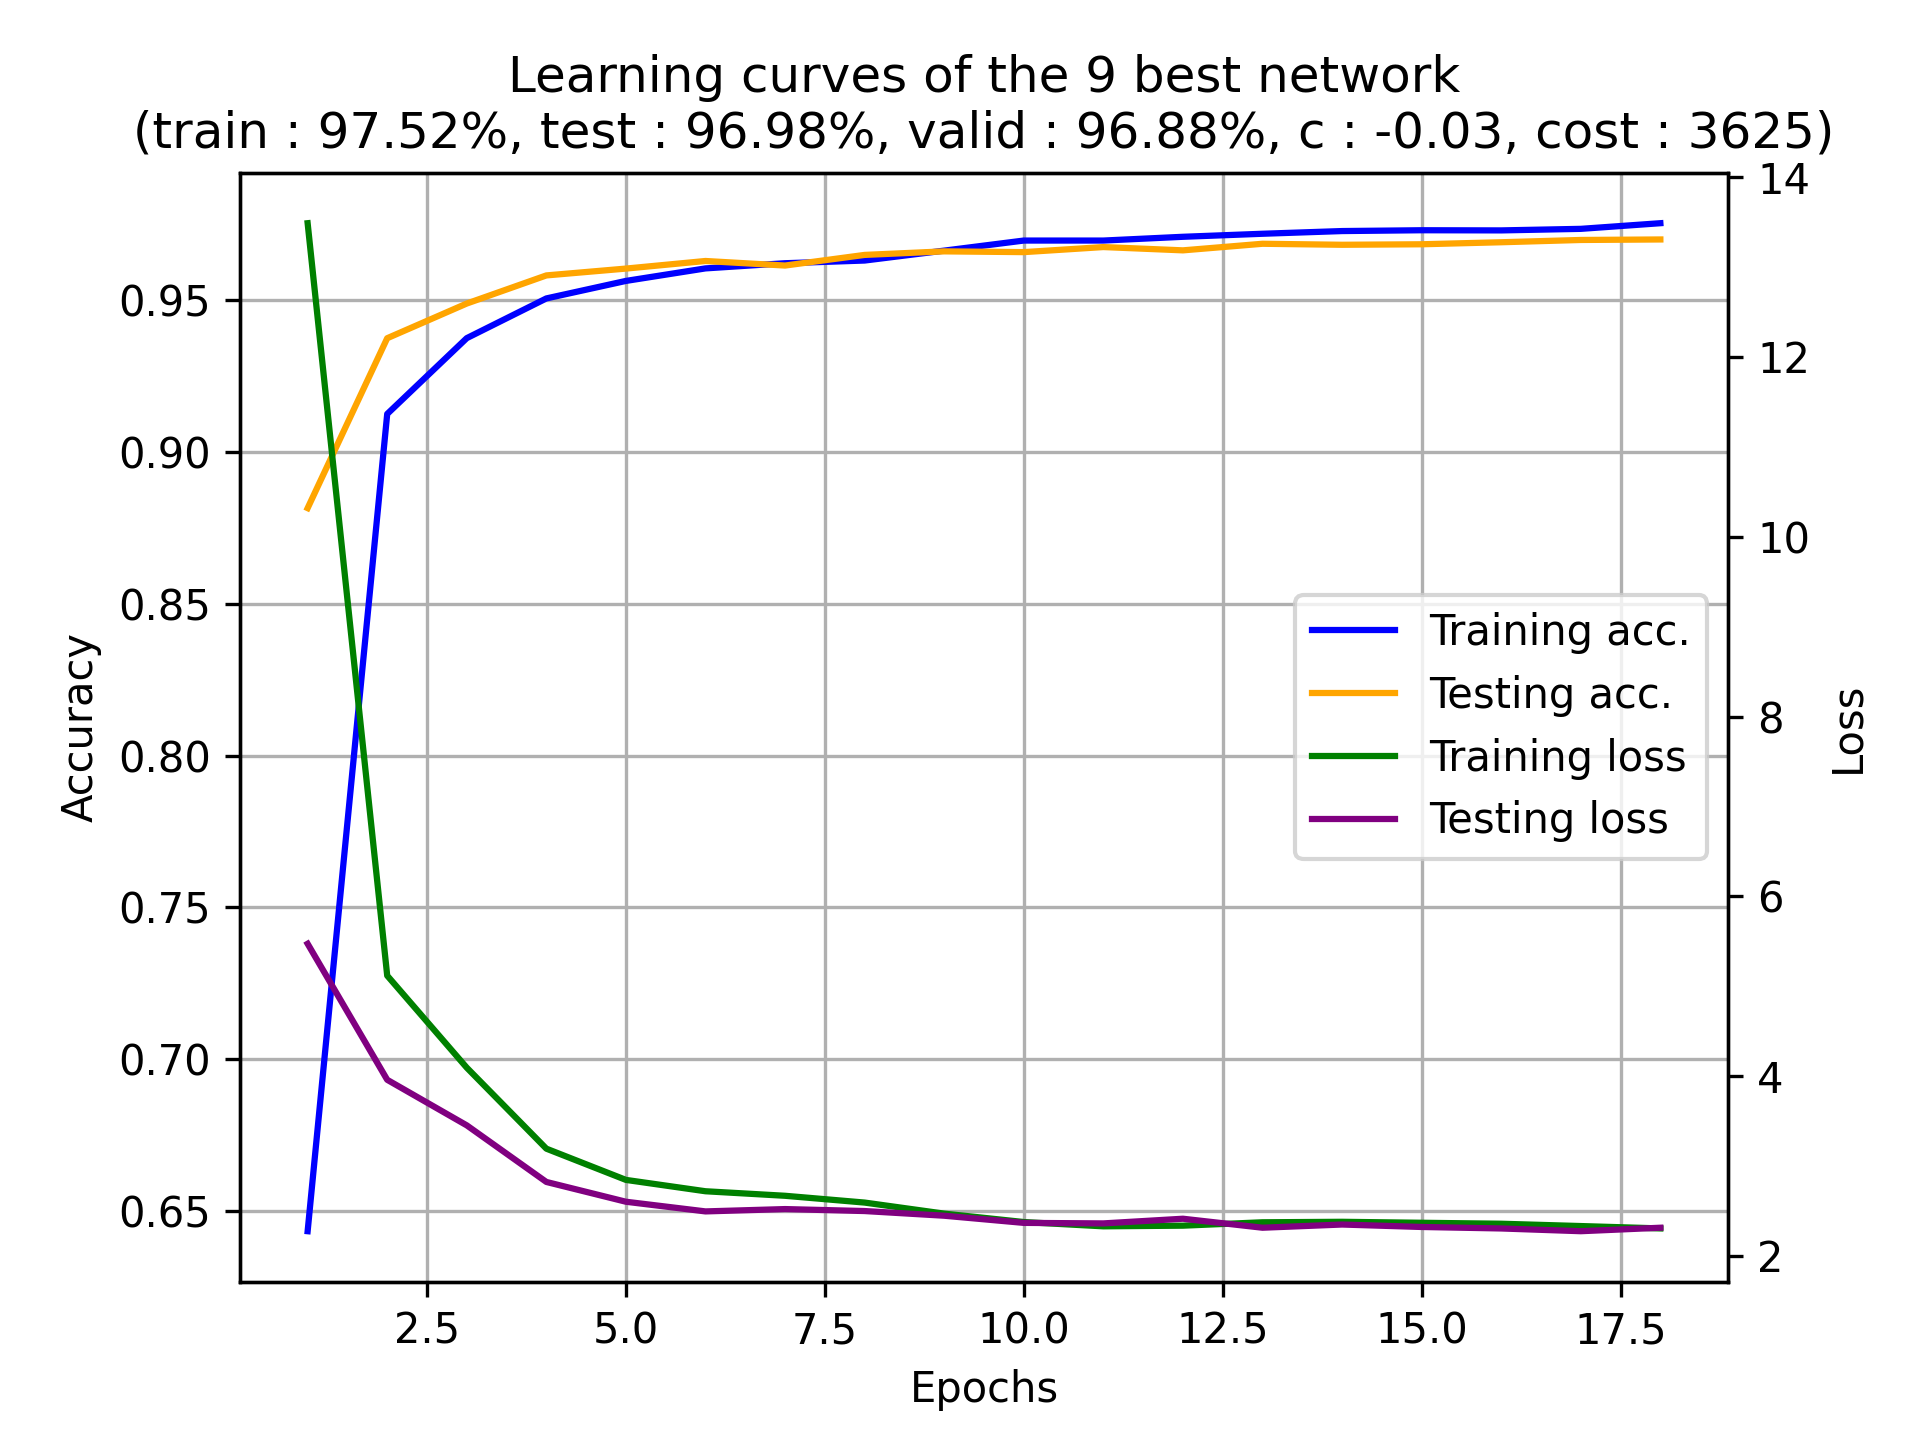 Learning curves of the 9 best network
(train : 97.52%, test : 96.98%, valid : 96.88%, c : -0.03, cost : 3625)
Accuracy
0.95
0.90
0.85
0.80
0.75
0.70
0.65
14
12
10
8
6
4
2
Loss
Training acc.
Testing acc.
Training loss
Testing loss
2.5 5.0 7.5 10.0 12.5 15.0 17.5
Epochs